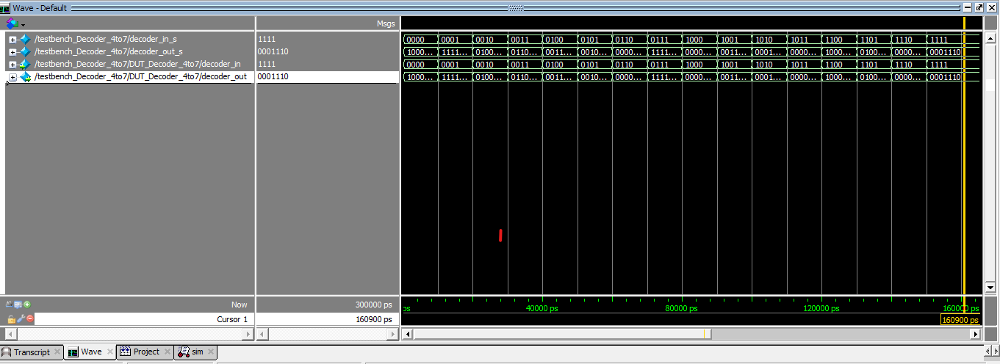 Wave - Default
Msgs
/testbench_Decoder_4to7/decoder_in_s 1111 0000 0001 0010 0011 0100 0101 0110 0111 1000 1001 1010 1011 1100 1101 1110 1111
/testbench_Decoder_4to7/decoder_out_s 0001110 1000... 1111... 0100... 0110... 0011... 0010... 0000... 1111... 0000... 0011... 0001... 0000... 1000... 0100... 0000... 0001110
/testbench_Decoder_4to7/DUT_Decoder_4to7/decoder_in 1111 0000 0001 0010 0011 0100 0101 0110 0111 1000 1001 1010 1011 1100 1101 1110 1111
/testbench_Decoder_4to7/DUT_Decoder_4to7/decoder_out 0001110 1000... 1111... 0100... 0110... 0011... 0010... 0000... 1111... 0000... 0011... 0001... 0000... 1000... 0100... 0000... 0001110
Now 300000 ps ps 40000 ps 80000 ps 120000 ps 160000 ps
Cursor 1 160900 ps 160900 ps
Transcript Wave Project sim